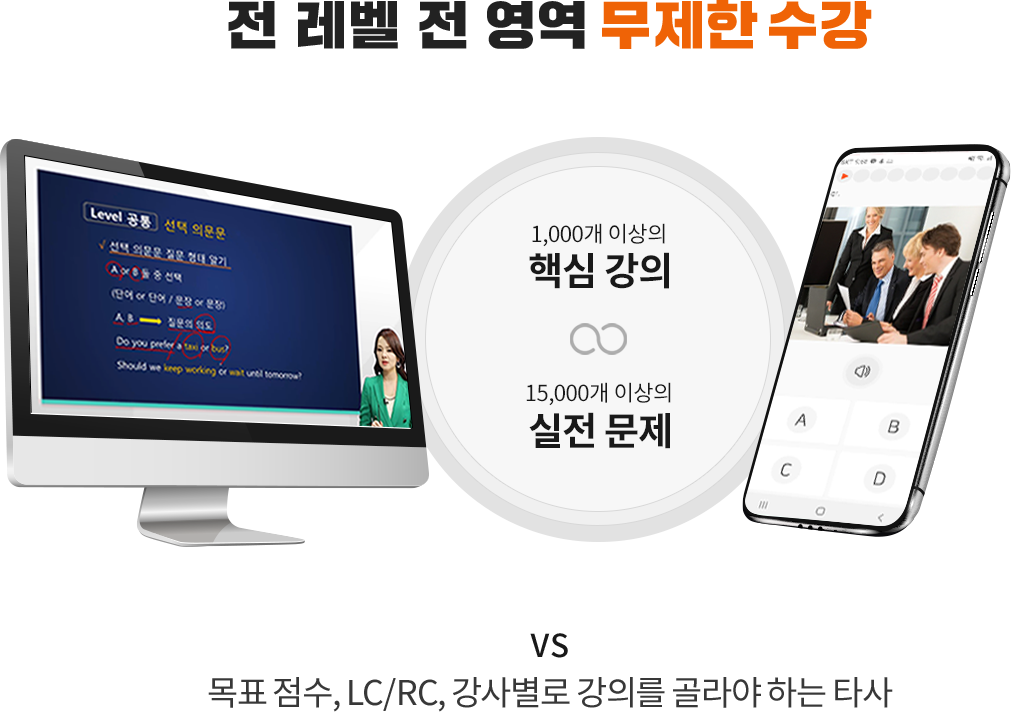 전 레벨 전 영역 무제한 수강
Level 공통 선택 의문문
√ 선택 의문문 질문 형태 알기
A or B 둘 중 선택
(단어 or 단어 / 문장 or 문장)
A, B → 질문의 의도
Do you prefer a taxi or bus?
Should we keep working or wait until tomorrow?
1,000개 이상의
핵심 강의
15,000개 이상의
실전 문제
A
B
C
D
VS
목표 점수, LC/RC, 강사별로 강의를 골라야 하는 타사